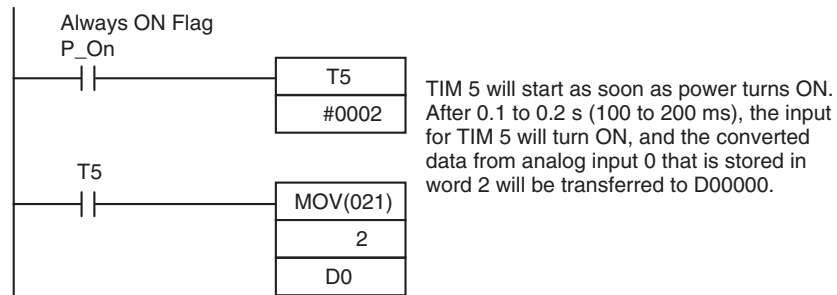 Always ON Flag
P_On
T5
#0002
TIM 5 will start as soon as power turns ON.
After 0.1 to 0.2 s (100 to 200 ms), the input
for TIM 5 will turn ON, and the converted
data from analog input 0 that is stored in
word 2 will be transferred to D00000.
T5
MOV(021)
2
D0